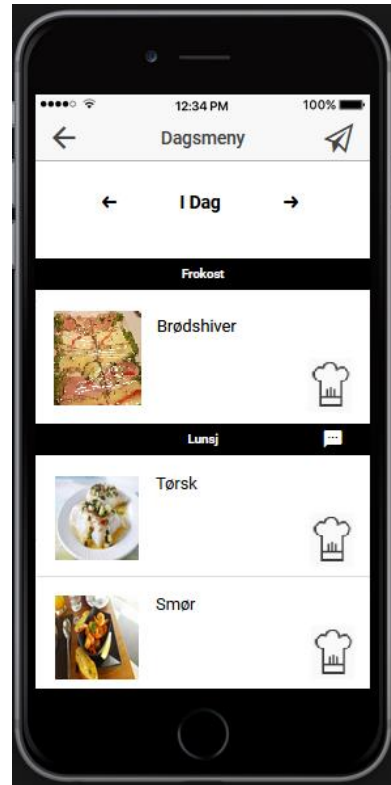 12:34 PM 100%
Dagsmeny
I Dag
Frokost
Brødshiver
Lunsj
Tørsk
Smør